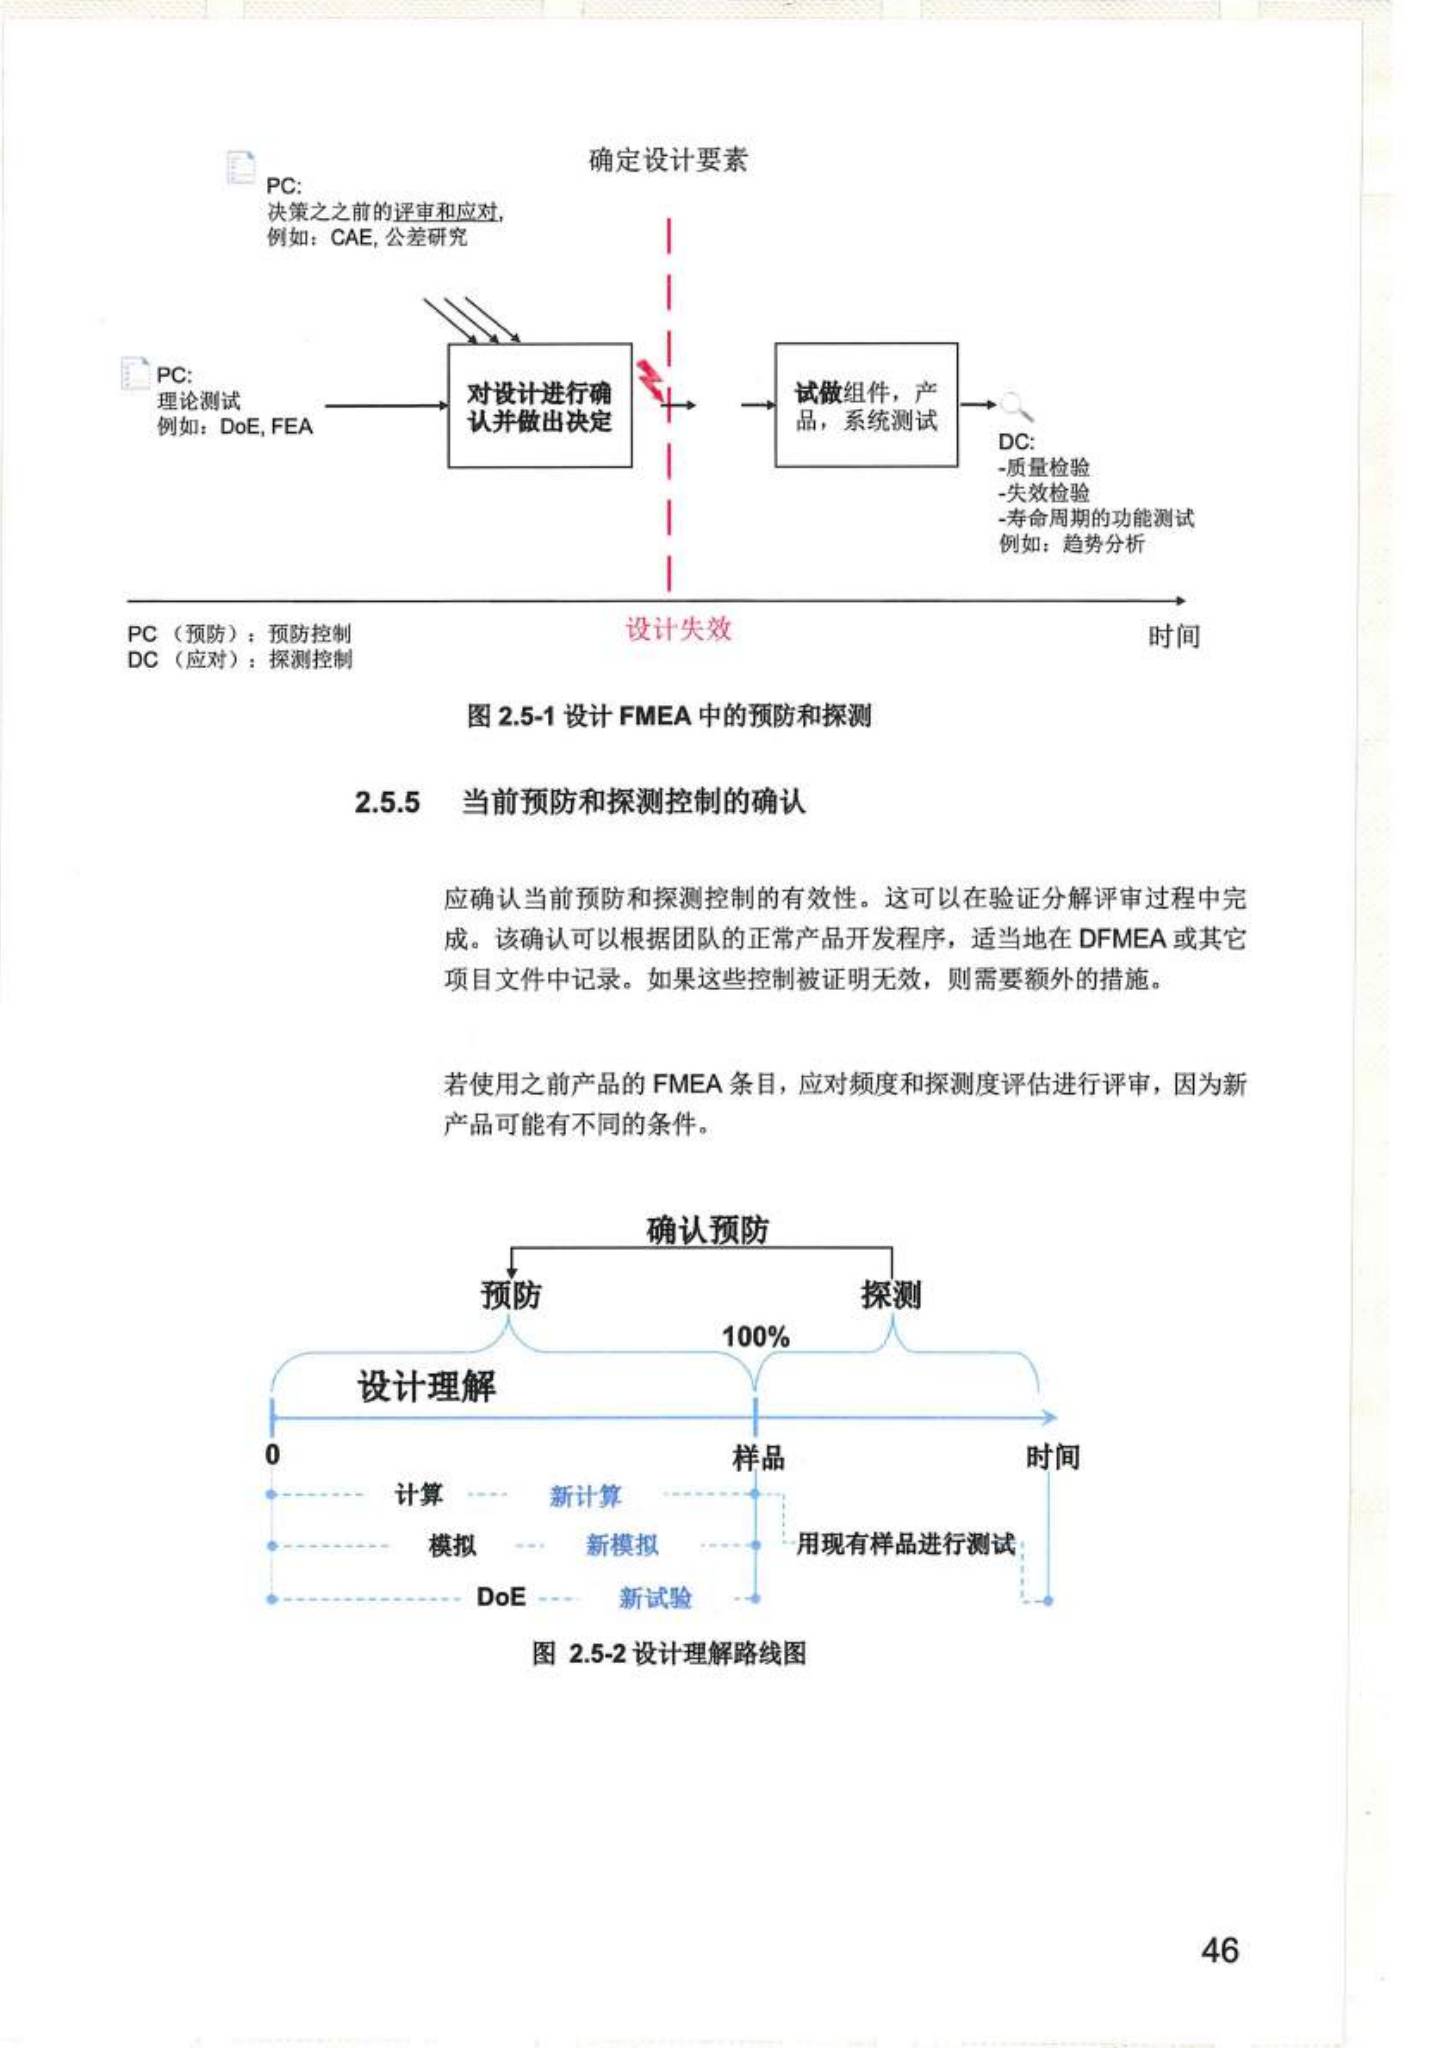 确定设计要素
PC:
决策之之前的评审和应对,
例如：CAE, 公差研究
PC:
理论测试
例如：DoE, FEA
对设计进行确
认并做出决定
试做组件，产
品，系统测试
DC:
-质量检验
-失效检验
-寿命周期的功能测试
例如：趋势分析
PC （预防）：预防控制
DC （应对）：探测控制
设计失效
时间
图 2.5-1 设计 FMEA 中的预防和探测
2.5.5 当前预防和探测控制的确认
应确认当前预防和探测控制的有效性。这可以在验证分解评审过程中完
成。该确认可以根据团队的正常产品开发程序，适当地在 DFMEA 或其它
项目文件中记录。如果这些控制被证明无效，则需要额外的措施。
若使用之前产品的 FMEA 条目，应对频度和探测度评估进行评审，因为新
产品可能有不同的条件。
确认预防
预防 探测
100%
设计理解
0 样品 时间
计算 新计算
模拟 新模拟 用现有样品进行测试
DoE 新试验
图 2.5-2 设计理解路线图
46